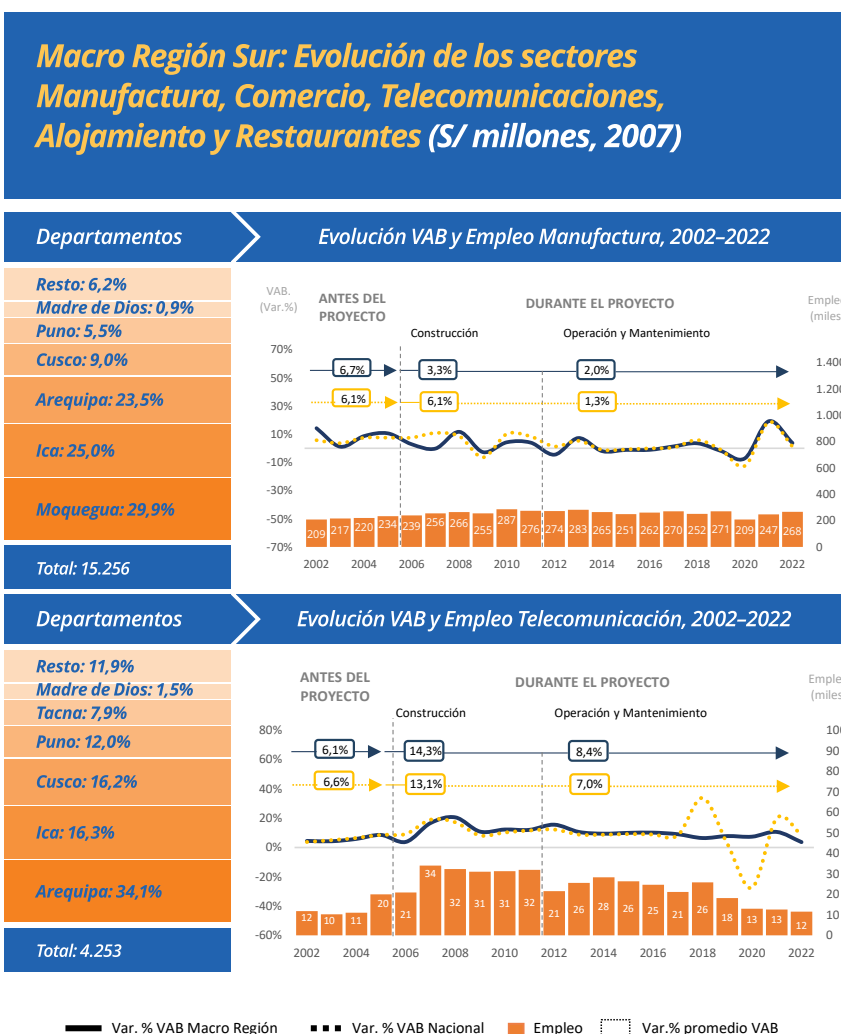 Macro Región Sur: Evolución de los sectores
Manufactura, Comercio, Telecomunicaciones,
Alojamiento y Restaurantes (S/ millones, 2007)
Departamentos
Evolución VAB y Empleo Manufactura, 2002–2022
Resto: 6,2%
Madre de Dios: 0,9%
Puno: 5,5%
Cusco: 9,0%
Arequipa: 23,5%
Ica: 25,0%
Moquegua: 29,9%
Total: 15.256
VAB.
(Var.%)
ANTES DEL
PROYECTO
DURANTE EL PROYECTO
Construcción
Operación y Mantenimiento
6,7%
3,3%
2,0%
6,1%
6,1%
1,3%
70%
50%
30%
10%
-10%
-30%
-50%
-70%
1.400
1.200
1.000
800
600
400
200
0
209 217 220 234 239 256 266 255 287 276 274 283 265 251 262 270 252 271 209 247 268
2002 2004 2006 2008 2010 2012 2014 2016 2018 2020 2022
Departamentos
Evolución VAB y Empleo Telecomunicación, 2002–2022
Resto: 11,9%
Madre de Dios: 1,5%
Tacna: 7,9%
Puno: 12,0%
Cusco: 16,2%
Ica: 16,3%
Arequipa: 34,1%
Total: 4.253
ANTES DEL
PROYECTO
DURANTE EL PROYECTO
Construcción
Operación y Mantenimiento
6,1%
14,3%
8,4%
6,6%
13,1%
7,0%
80%
60%
40%
20%
0%
-20%
-40%
-60%
90
80
70
60
50
40
30
20
10
0
12 10 11 20 21 34 32 31 31 32 21 26 28 26 25 21 26 18 13 13 12
2002 2004 2006 2008 2010 2012 2014 2016 2018 2020 2022
Var. % VAB Macro Región
Var. % VAB Nacional
Empleo
Var.% promedio VAB